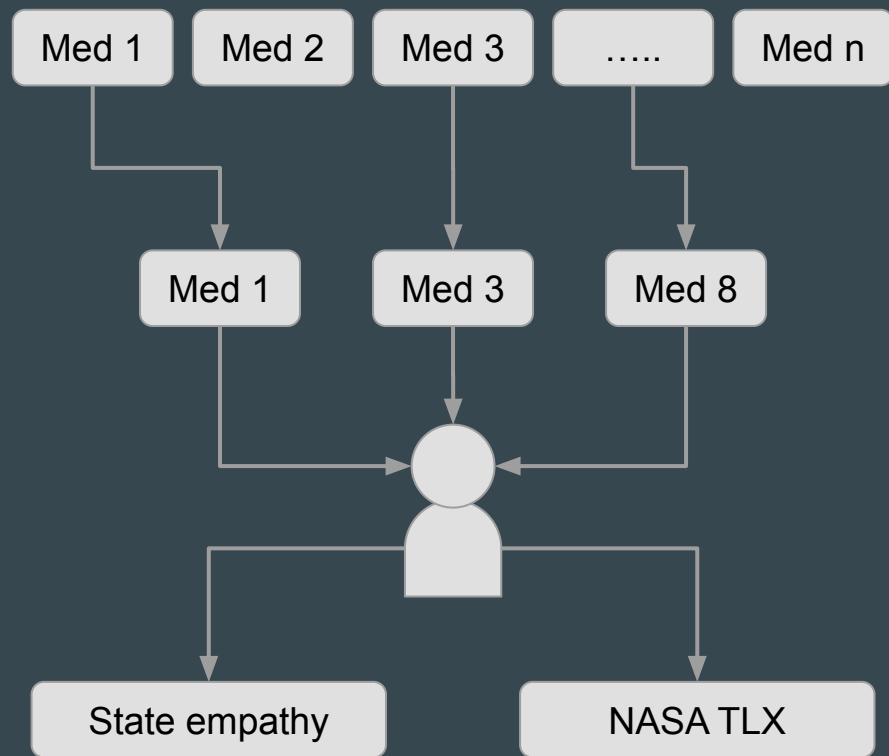 Med 1
Med 2
Med 3
.....
Med n
Med 1
Med 3
Med 8
State empathy
NASA TLX